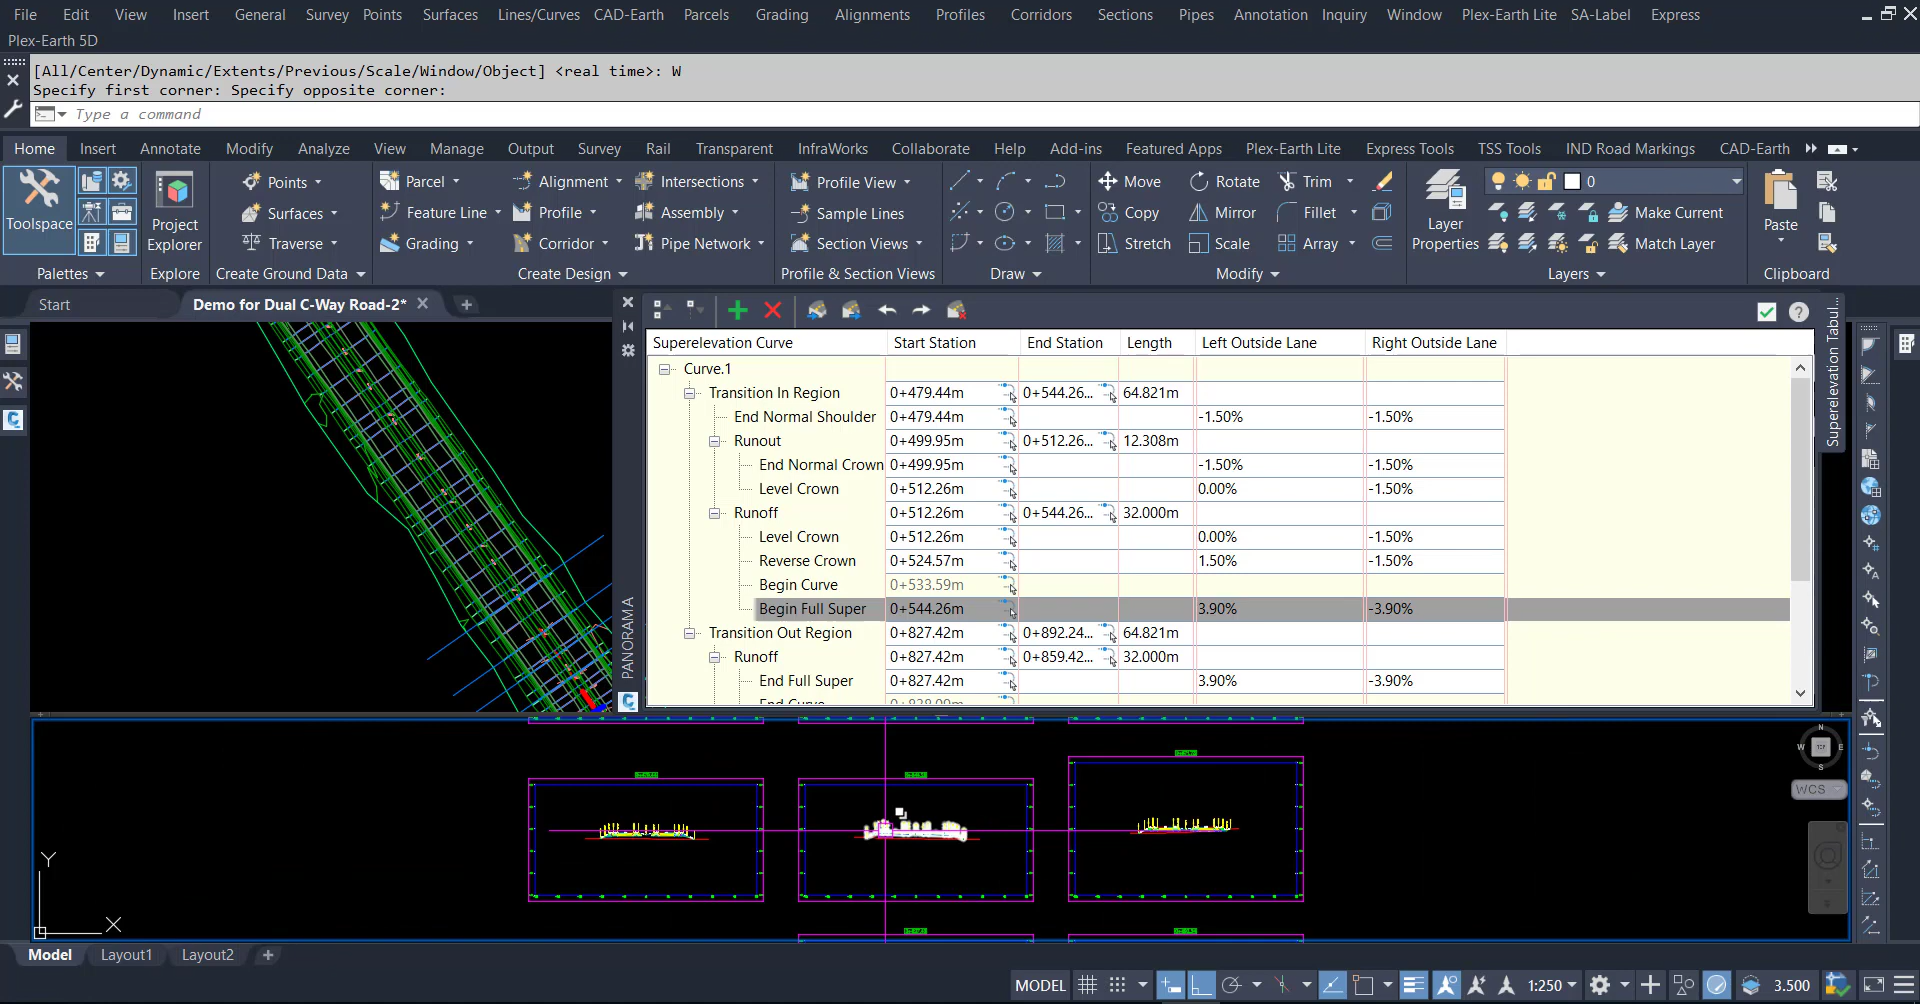 File Edit View Insert General Survey Points Surfaces Lines/Curves CAD-Earth Parcels Grading Alignments Profiles Corridors Sections Pipes Annotation Inquiry Window Plex-Earth Lite SA-Label Express
Plex-Earth 5D
[All/Center/Dynamic/Extents/Previous/Scale/Window/Object] <real time>: W
Specify first corner: Specify opposite corner:
Type a command
Home Insert Annotate Modify Analyze View Manage Output Survey Rail Transparent InfraWorks Collaborate Help Add-ins Featured Apps Plex-Earth Lite Express Tools TSS Tools IND Road Markings CAD-Earth
Toolspace
Project Explorer
Points
Surfaces
Traverse
Parcel
Feature Line
Grading
Alignment
Profile
Corridor
Intersections
Assembly
Pipe Network
Profile View
Sample Lines
Section Views
Move
Copy
Stretch
Rotate
Mirror
Scale
Trim
Fillet
Array
Layer Properties
0
Make Current
Match Layer
Paste
Palettes Explore Create Ground Data Create Design Profile & Section Views Draw Modify Layers Clipboard
Start Demo for Dual C-Way Road-2*
PANORAMA
Superelevation Tabul...
Superelevation Curve Start Station End Station Length Left Outside Lane Right Outside Lane
Curve.1
Transition In Region 0+479.44m 0+544.26... 64.821m
End Normal Shoulder 0+479.44m -1.50% -1.50%
Runout 0+499.95m 0+512.26... 12.308m
End Normal Crown 0+499.95m -1.50% -1.50%
Level Crown 0+512.26m 0.00% -1.50%
Runoff 0+512.26m 0+544.26... 32.000m
Level Crown 0+512.26m 0.00% -1.50%
Reverse Crown 0+524.57m 1.50% -1.50%
Begin Curve 0+533.59m
Begin Full Super 0+544.26m 3.90% -3.90%
Transition Out Region 0+827.42m 0+892.24... 64.821m
Runoff 0+827.42m 0+859.42... 32.000m
End Full Super 0+827.42m 3.90% -3.90%
End Curve 0+838.09m
N
W TOP E
S
WCS
Y
X
Model Layout1 Layout2
MODEL 1:250 3.500